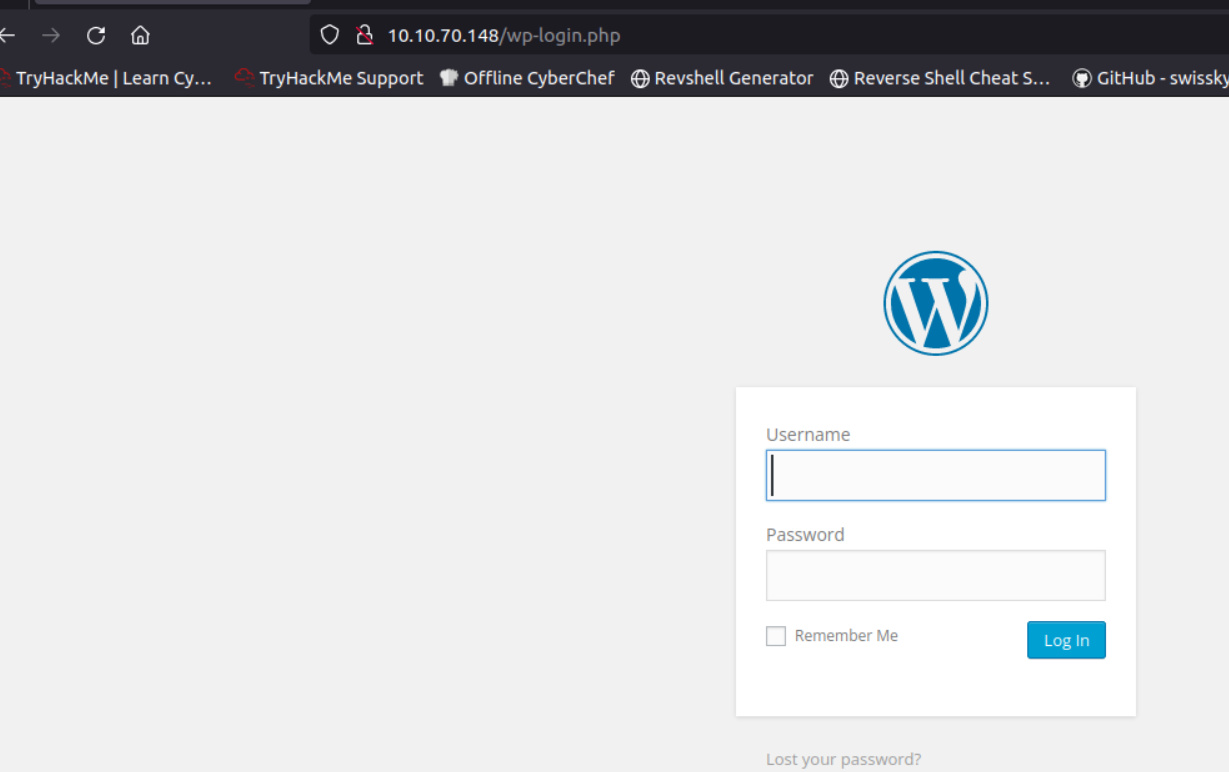 10.10.70.148/wp-login.php
TryHackMe | Learn Cy... TryHackMe Support Offline CyberChef Revshell Generator Reverse Shell Cheat S... GitHub - swissky
Username
Password
Remember Me Log In
Lost your password?